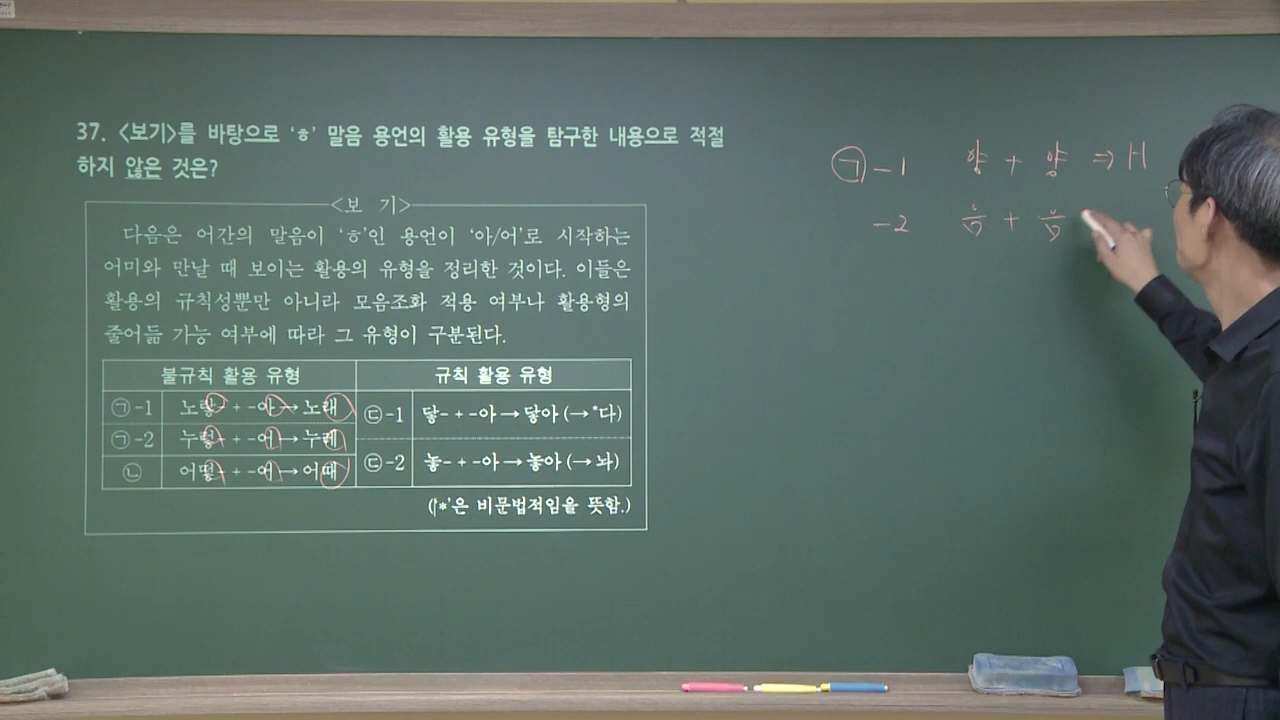 37. <보기>를 바탕으로 ‘ㅎ’ 말음 용언의 활용 유형을 탐구한 내용으로 적절
하지 않은 것은?
<보 기>
다음은 어간의 말음이 ‘ㅎ’인 용언이 ‘아/어’로 시작하는
어미와 만날 때 보이는 활용의 유형을 정리한 것이다. 이들은
활용의 규칙성뿐만 아니라 모음조화 적용 여부나 활용형의
줄어듦 가능 여부에 따라 그 유형이 구분된다.
불규칙 활용 유형 규칙 활용 유형
㉠-1 노랗- + -아 → 노래
㉠-2 누렇- + -어 → 누레
㉡ 어떻- + -어 → 어때
㉢-1 닿- + -아 → 닿아 (→ *다)
㉢-2 놓- + -아 → 놓아 (→ 놔)
(‘*’은 비문법적임을 뜻함.)
㉠-1 양 + 양 ⇒ ㅐ
-2 음 + 음